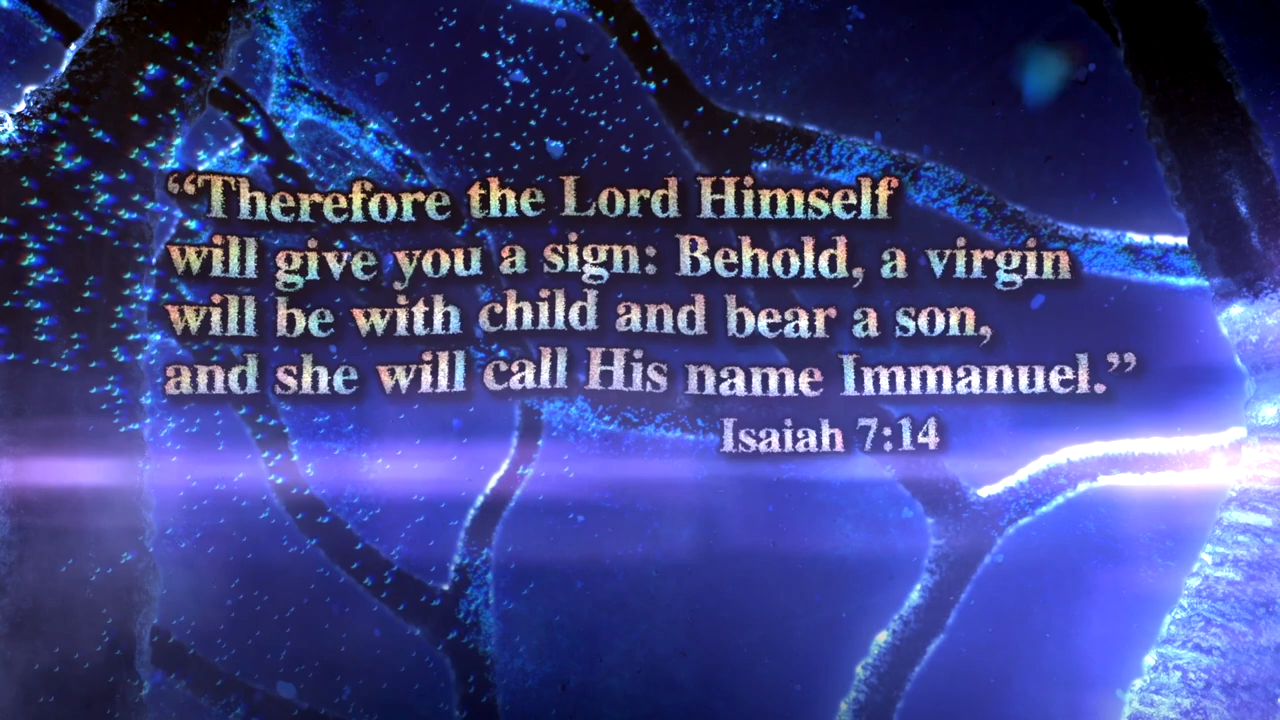 “Therefore the Lord Himself
will give you a sign: Behold, a virgin
will be with child and bear a son,
and she will call His name Immanuel.”
Isaiah 7:14